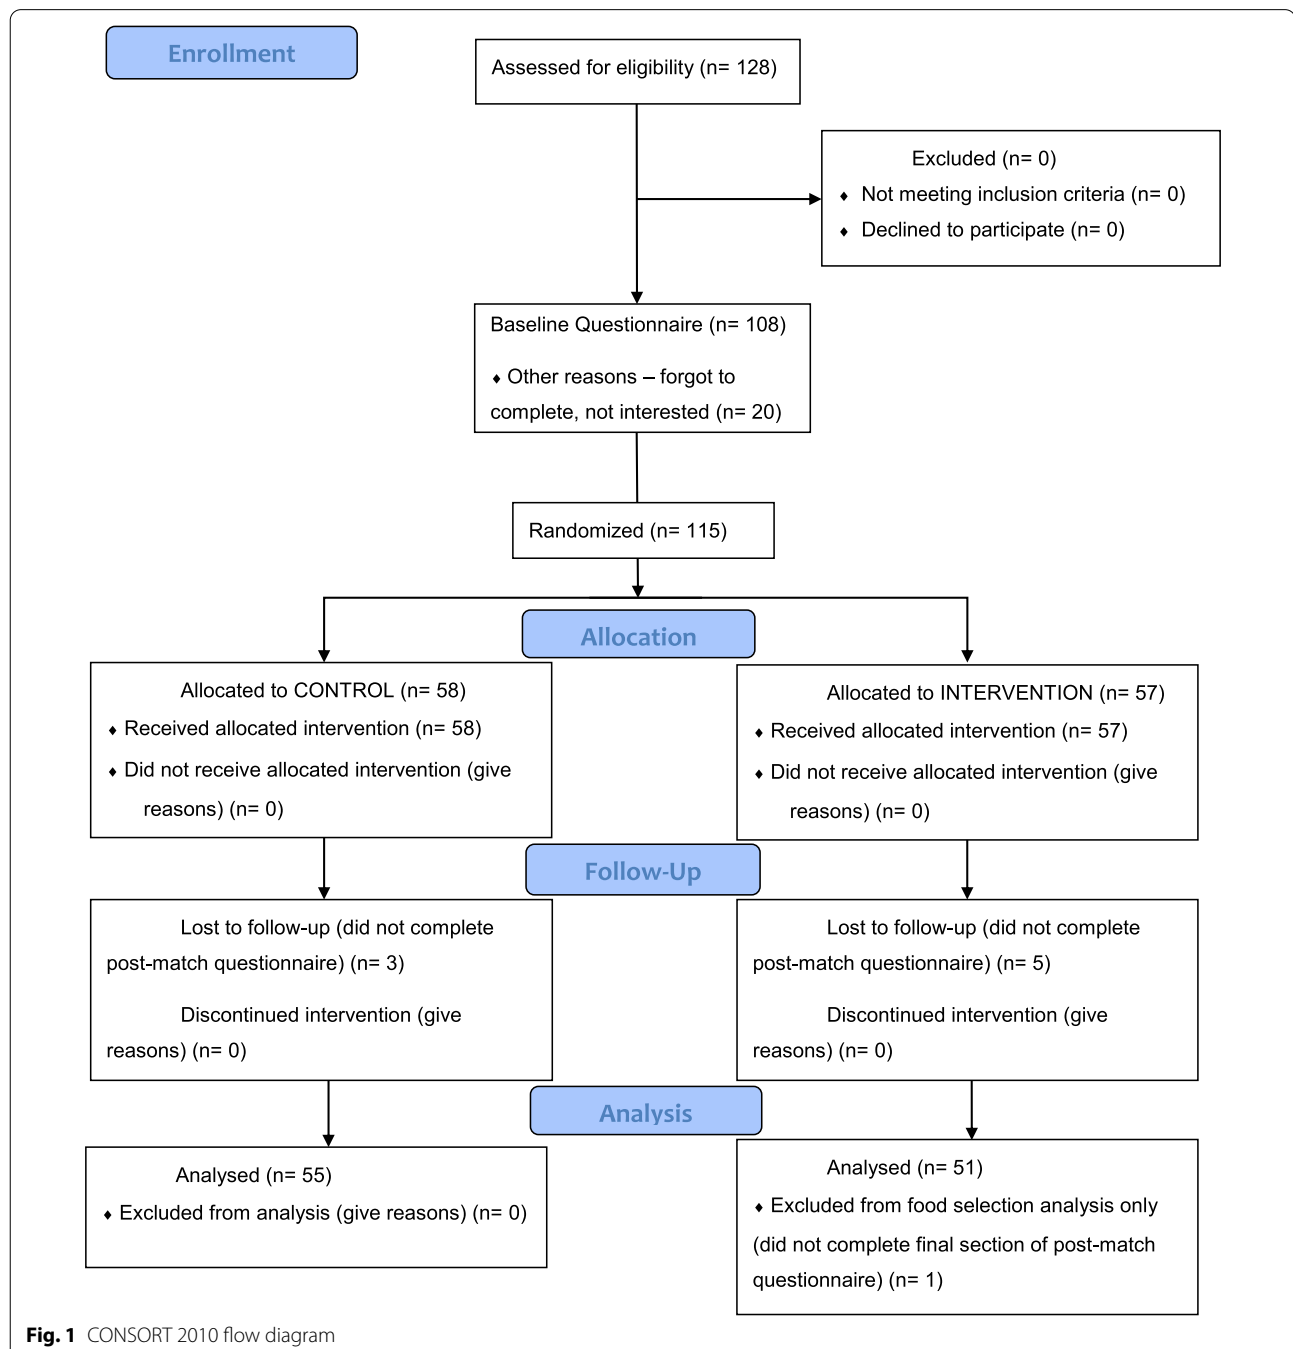 Enrollment
Assessed for eligibility (n= 128)
Excluded (n= 0)
♦ Not meeting inclusion criteria (n= 0)
♦ Declined to participate (n= 0)
Baseline Questionnaire (n= 108)
♦ Other reasons – forgot to
complete, not interested (n= 20)
Randomized (n= 115)
Allocation
Allocated to CONTROL (n= 58)
♦ Received allocated intervention (n= 58)
♦ Did not receive allocated intervention (give
reasons) (n= 0)
Allocated to INTERVENTION (n= 57)
♦ Received allocated intervention (n= 57)
♦ Did not receive allocated intervention (give
reasons) (n= 0)
Follow-Up
Lost to follow-up (did not complete
post-match questionnaire) (n= 3)
Discontinued intervention (give
reasons) (n= 0)
Lost to follow-up (did not complete
post-match questionnaire) (n= 5)
Discontinued intervention (give
reasons) (n= 0)
Analysis
Analysed (n= 55)
♦ Excluded from analysis (give reasons) (n= 0)
Analysed (n= 51)
♦ Excluded from food selection analysis only
(did not complete final section of post-match
questionnaire) (n= 1)
Fig. 1 CONSORT 2010 flow diagram